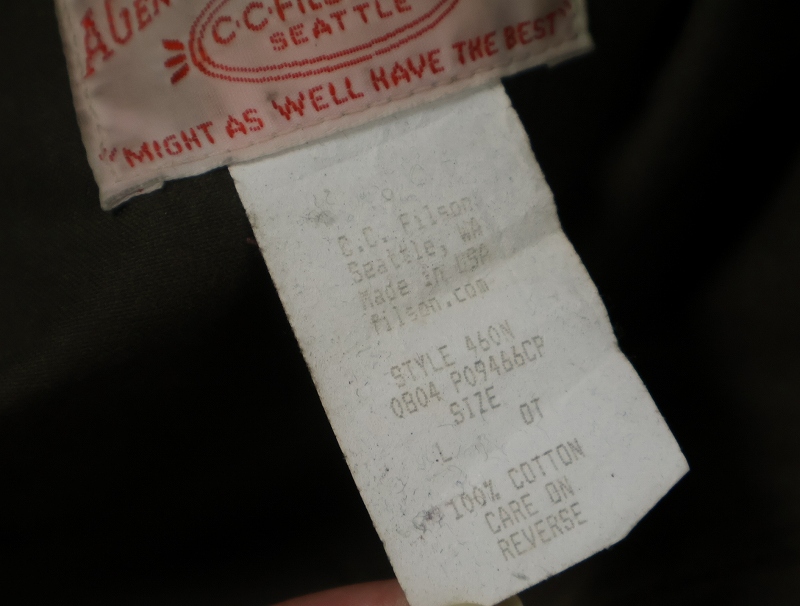 C·C·FIL
SEATTLE
"MIGHT AS WELL HAVE THE BEST"
C.C. Filson
Seattle, WA
Made in USA
filson.com
STYLE 460N
0804 P09466CP
SIZE
L OT
100% COTTON
CARE ON
REVERSE